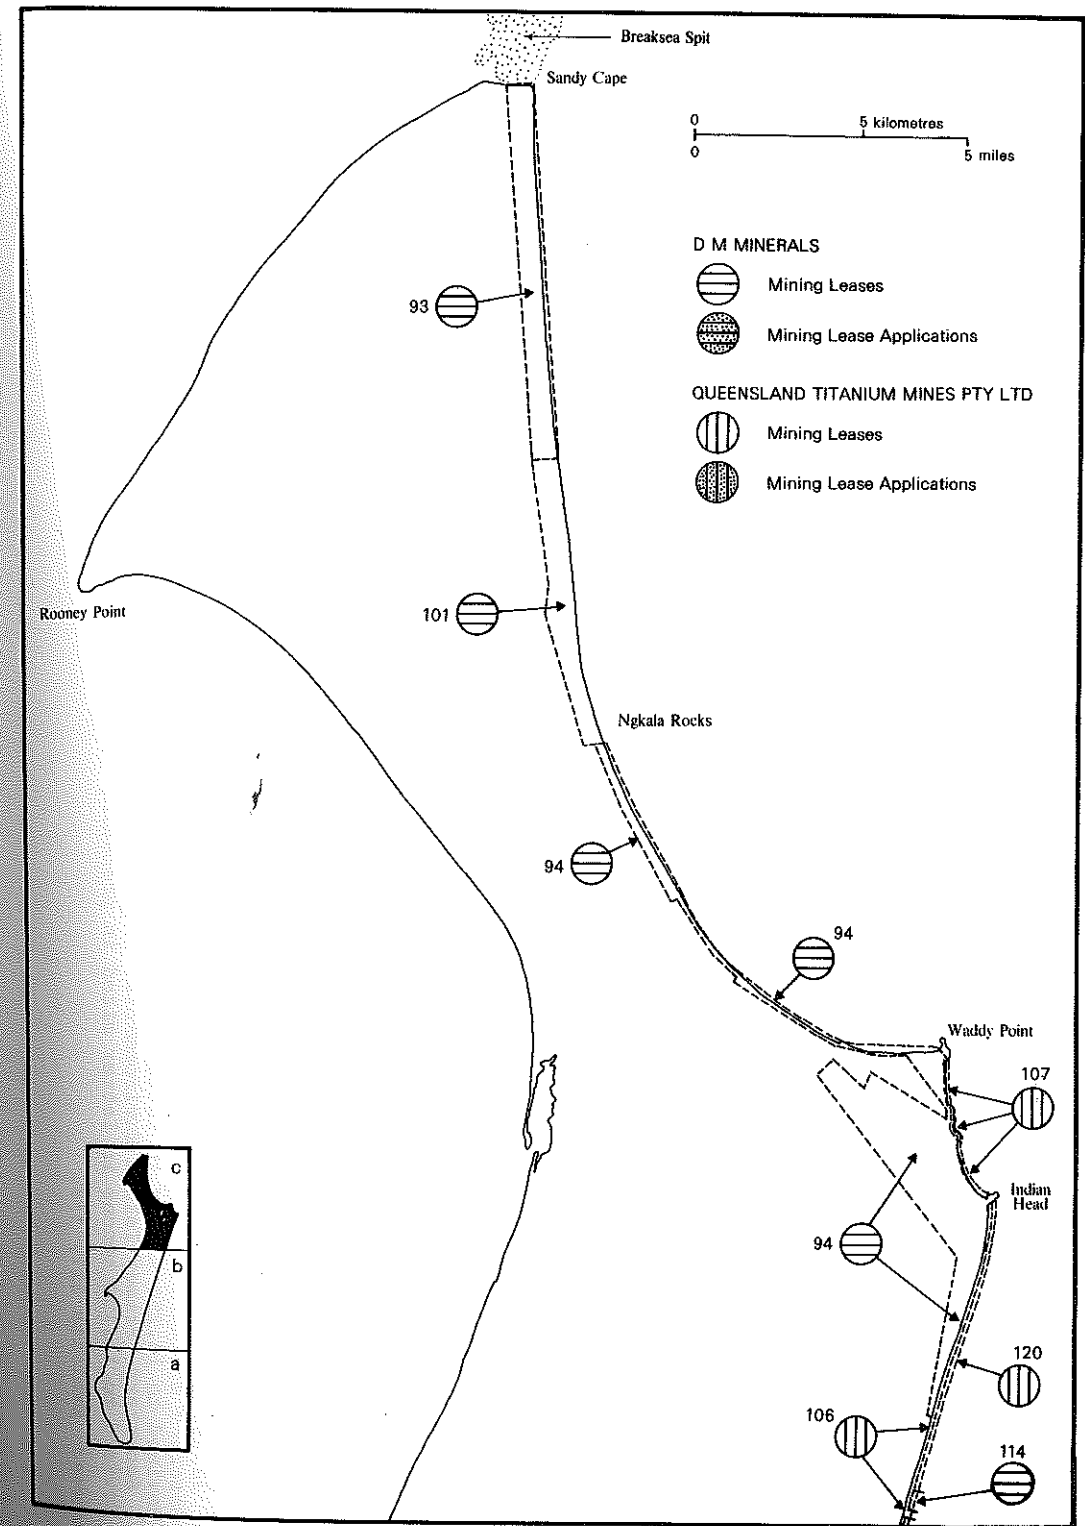 Breaksea Spit
Sandy Cape
0
5 kilometres
0
5 miles
D M MINERALS
Mining Leases
Mining Lease Applications
QUEENSLAND TITANIUM MINES PTY LTD
Mining Leases
Mining Lease Applications
93
Rooney Point
101
Ngkala Rocks
94
94
Waddy Point
107
Indian
Head
94
120
106
114
c
b
a